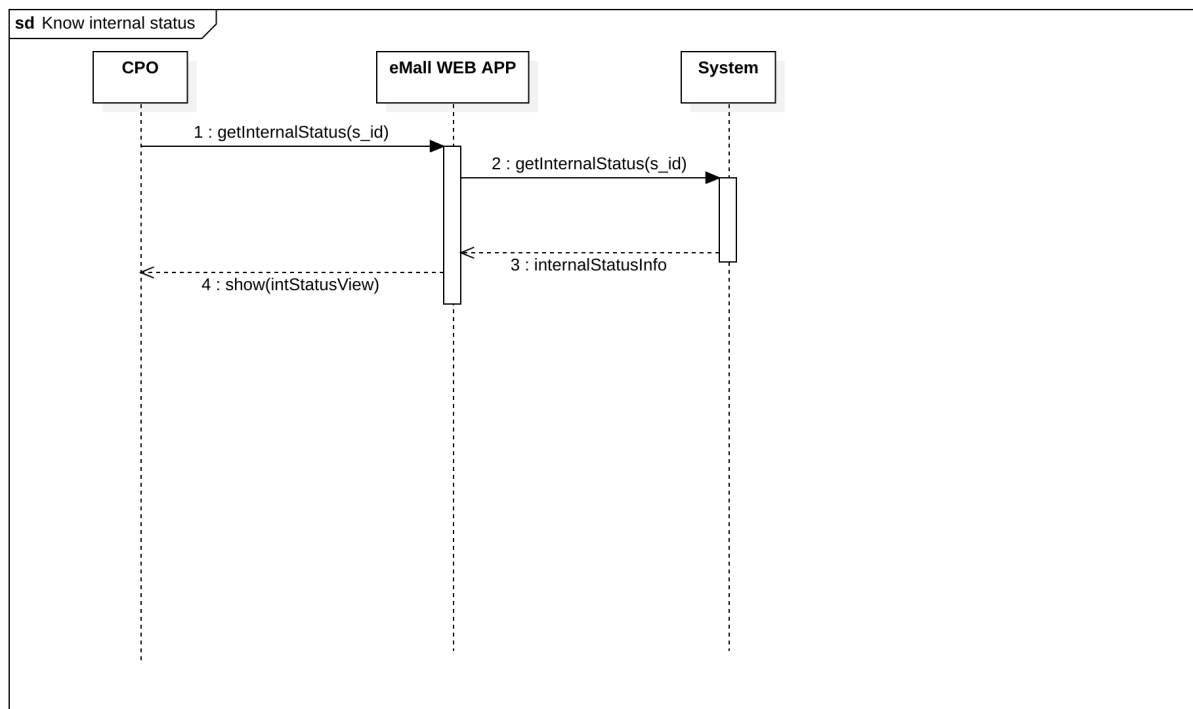 sd Know internal status
CPO
eMall WEB APP
System
1 : getInternalStatus(s_id)
2 : getInternalStatus(s_id)
3 : internalStatusInfo
4 : show(intStatusView)